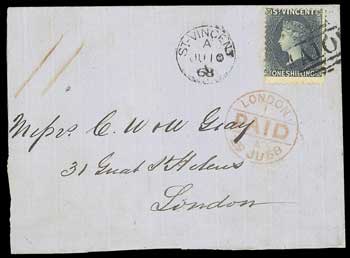 ST. VINCENT
ONE SHILLING
ST. VINCENT
A
JU 10
68
LONDON
PAID
JU 68
Messrs C. W & W Gray
31 Great St Helens
London